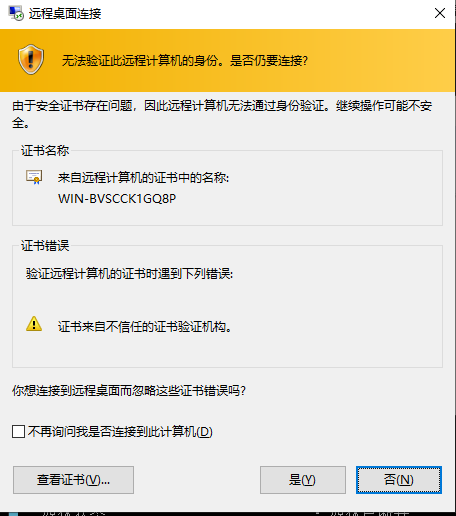 远程桌面连接
无法验证此远程计算机的身份。是否仍要连接?
由于安全证书存在问题，因此远程计算机无法通过身份验证。继续操作可能不安
全。
证书名称
来自远程计算机的证书中的名称:
WIN-BVSCCK1GQ8P
证书错误
验证远程计算机的证书时遇到下列错误:
证书来自不信任的证书验证机构。
你想连接到远程桌面而忽略这些证书错误吗?
不再询问我是否连接到此计算机(D)
查看证书(V)...
是(Y)
否(N)